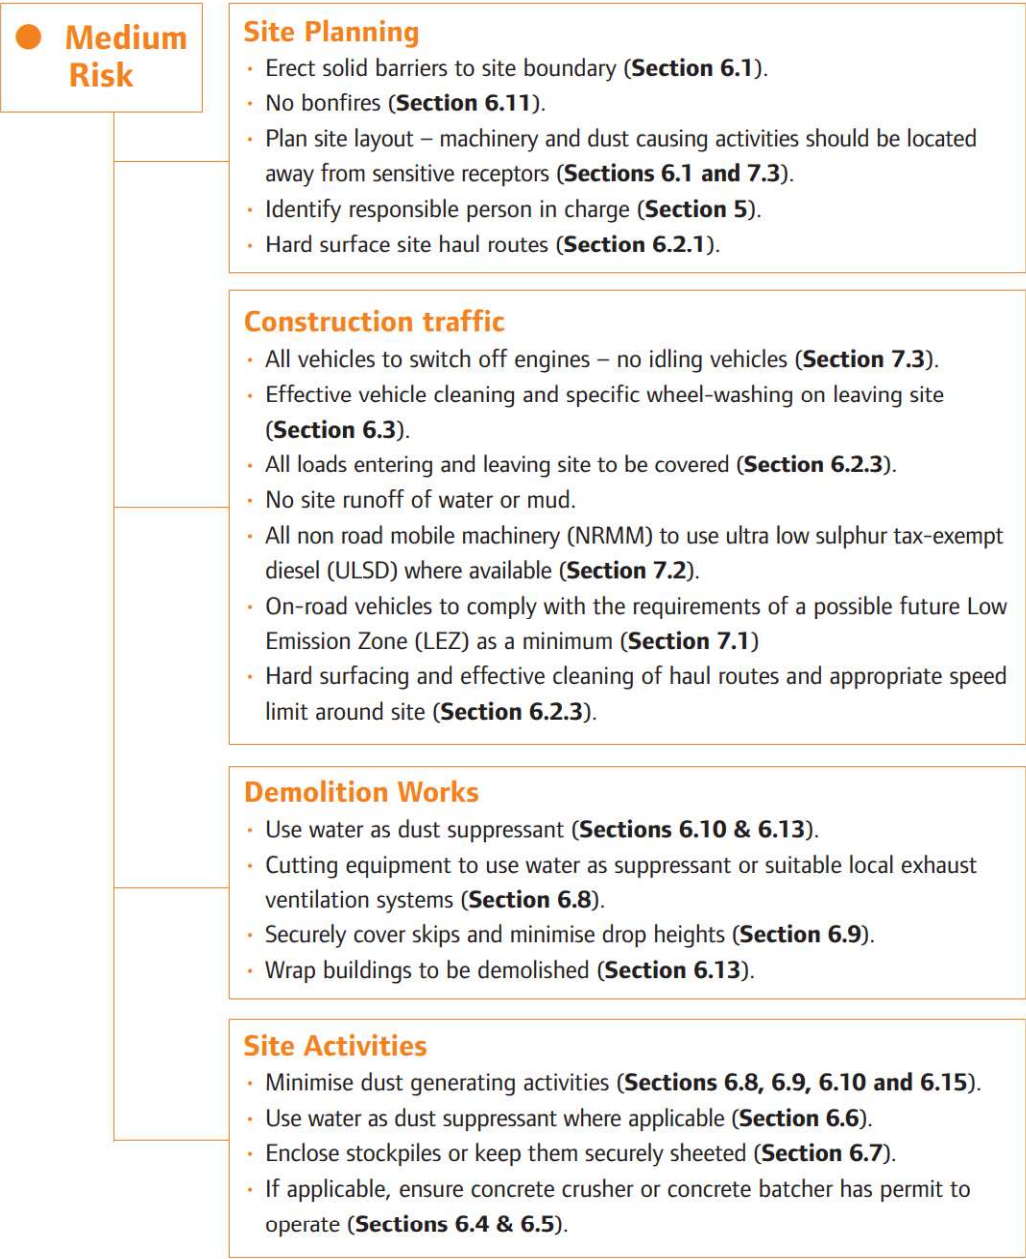 ● Medium
Risk
Site Planning
· Erect solid barriers to site boundary (Section 6.1).
· No bonfires (Section 6.11).
· Plan site layout – machinery and dust causing activities should be located
away from sensitive receptors (Sections 6.1 and 7.3).
· Identify responsible person in charge (Section 5).
· Hard surface site haul routes (Section 6.2.1).
Construction traffic
· All vehicles to switch off engines – no idling vehicles (Section 7.3).
· Effective vehicle cleaning and specific wheel-washing on leaving site
(Section 6.3).
· All loads entering and leaving site to be covered (Section 6.2.3).
· No site runoff of water or mud.
· All non road mobile machinery (NRMM) to use ultra low sulphur tax-exempt
diesel (ULSD) where available (Section 7.2).
· On-road vehicles to comply with the requirements of a possible future Low
Emission Zone (LEZ) as a minimum (Section 7.1)
· Hard surfacing and effective cleaning of haul routes and appropriate speed
limit around site (Section 6.2.3).
Demolition Works
· Use water as dust suppressant (Sections 6.10 & 6.13).
· Cutting equipment to use water as suppressant or suitable local exhaust
ventilation systems (Section 6.8).
· Securely cover skips and minimise drop heights (Section 6.9).
· Wrap buildings to be demolished (Section 6.13).
Site Activities
· Minimise dust generating activities (Sections 6.8, 6.9, 6.10 and 6.15).
· Use water as dust suppressant where applicable (Section 6.6).
· Enclose stockpiles or keep them securely sheeted (Section 6.7).
· If applicable, ensure concrete crusher or concrete batcher has permit to
operate (Sections 6.4 & 6.5).